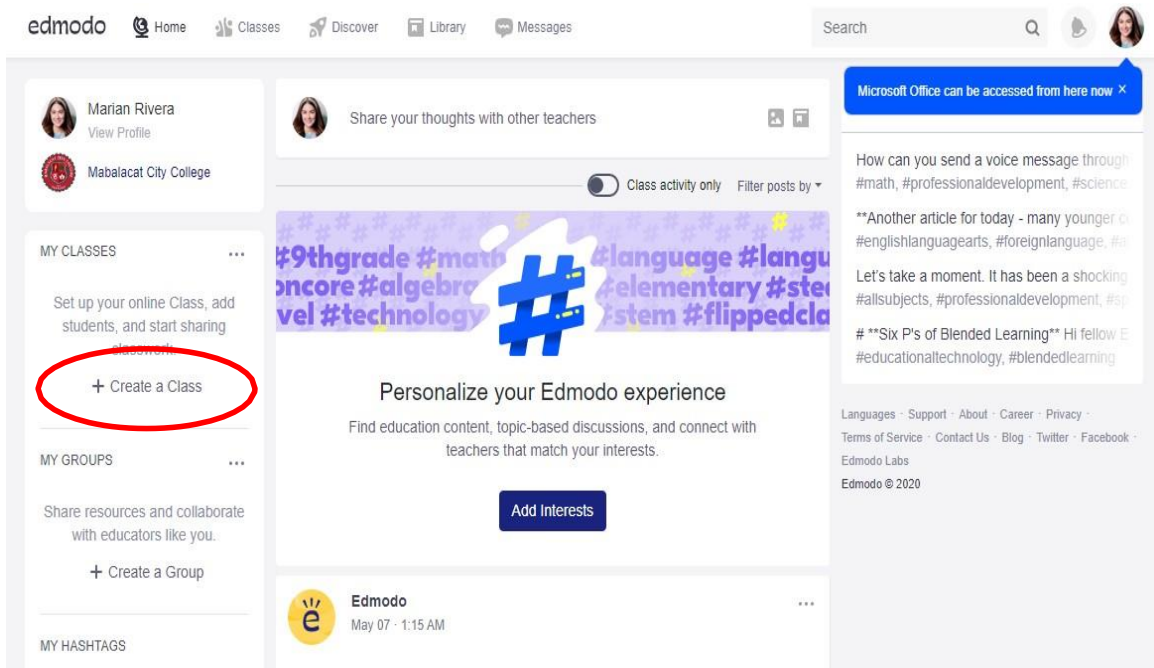 edmodo Home Classes Discover Library Messages Search
Microsoft Office can be accessed from here now ×
Marian Rivera
View Profile
Mabalacat City College
MY CLASSES ...
Set up your online Class, add
students, and start sharing
classwork.
+ Create a Class
MY GROUPS ...
Share resources and collaborate
with educators like you.
+ Create a Group
MY HASHTAGS
Share your thoughts with other teachers
Class activity only Filter posts by
#9thgrade #math #language #langu
oncore #algebra #elementary #ste
vel #technology #stem #flippedcla
Personalize your Edmodo experience
Find education content, topic-based discussions, and connect with
teachers that match your interests.
Add Interests
Edmodo ...
May 07 · 1:15 AM
How can you send a voice message through
#math, #professionaldevelopment, #science
**Another article for today - many younger
#englishlanguagearts, #foreignlanguage,
Let's take a moment. It has been a shocking
#allsubjects, #professionaldevelopment,
# **Six P's of Blended Learning** Hi fellow E
#educationaltechnology, #blendedlearning
Languages · Support · About · Career · Privacy ·
Terms of Service · Contact Us · Blog · Twitter · Facebook ·
Edmodo Labs
Edmodo © 2020